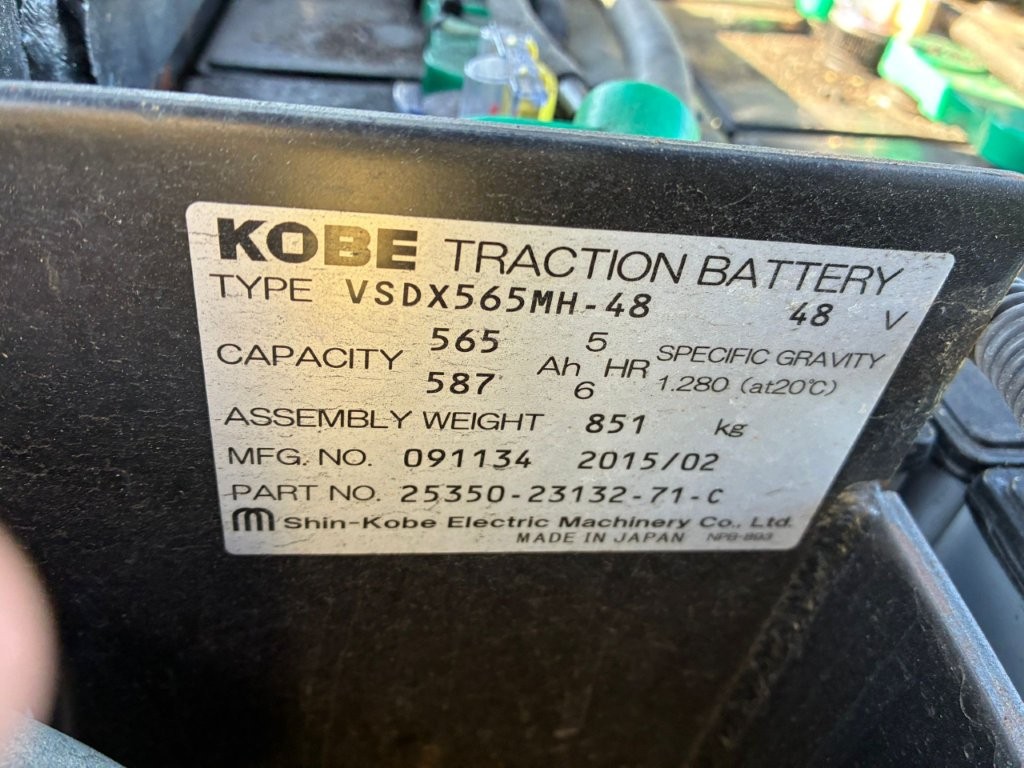 KOBE TRACTION BATTERY
TYPE VSDX565MH-48 48 V
565 5
CAPACITY Ah HR SPECIFIC GRAVITY
587 6 1.280 (at20℃)
ASSEMBLY WEIGHT 851 kg
MFG. NO. 091134 2015/02
PART NO. 25350-23132-71-C
Shin-Kobe Electric Machinery Co., Ltd.
MADE IN JAPAN NPB-893